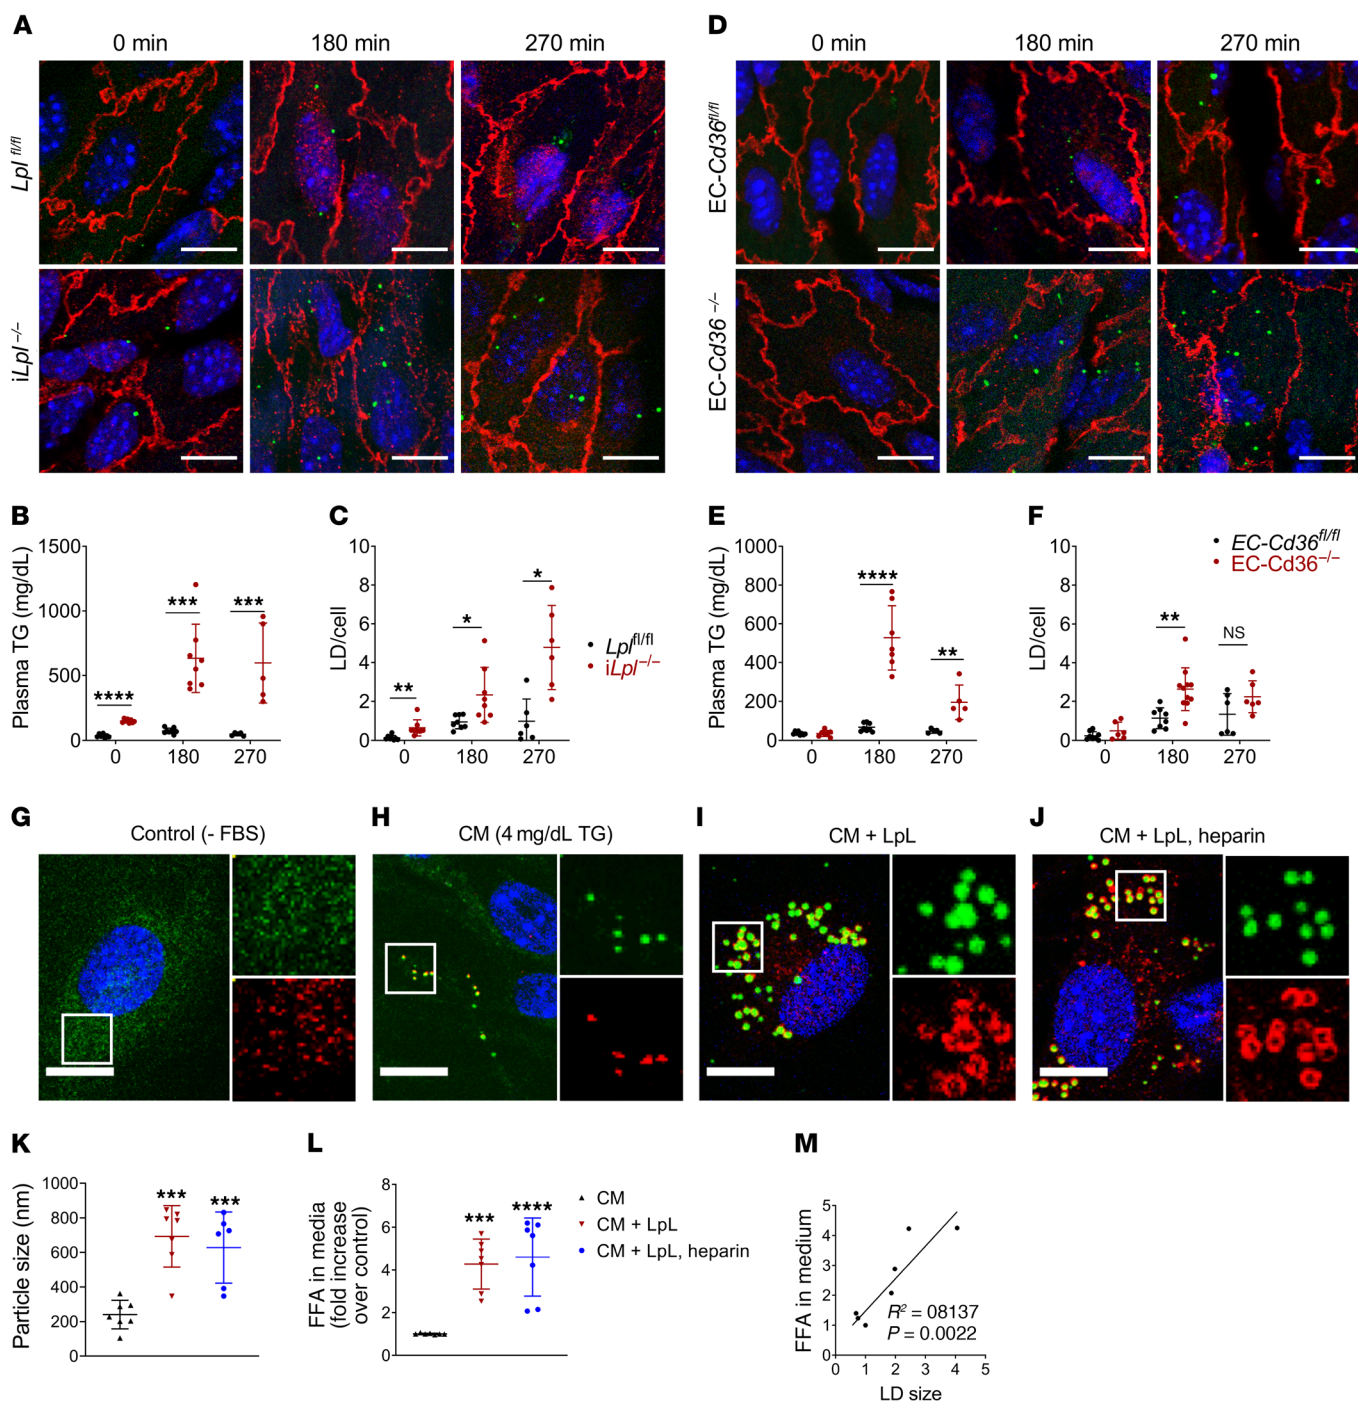 A
0 min
180 min
270 min
Lpl fl/fl
iLpl −/−
D
0 min
180 min
270 min
EC-Cd36fl/fl
EC-Cd36 −/−
B
Plasma TG (mg/dL)
1500
1000
500
0
****
***
***
0
180
270
C
LD/cell
10
8
6
4
2
0
**
*
*
0
180
270
Lplfl/fl
iLpl−/−
E
Plasma TG (mg/dL)
1000
800
600
400
200
0
****
**
0
180
270
F
LD/cell
10
8
6
4
2
0
**
NS
0
180
270
EC-Cd36fl/fl
EC-Cd36−/−
G
Control (- FBS)
H
CM (4 mg/dL TG)
I
CM + LpL
J
CM + LpL, heparin
K
Particle size (nm)
1000
800
600
400
200
0
***
***
L
FFA in media
(fold increase
over control)
8
6
4
2
0
***
****
CM
CM + LpL
CM + LpL, heparin
M
FFA in medium
5
4
3
2
1
0
R2 = 08137
P = 0.0022
0
1
2
3
4
5
LD size